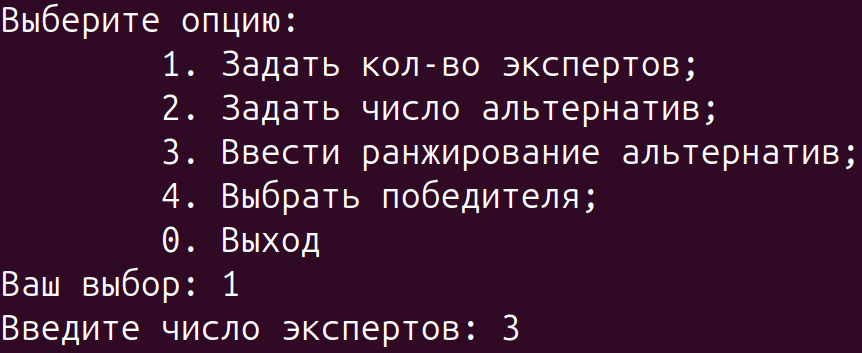 Выберите опцию:
1. Задать кол-во экспертов;
2. Задать число альтернатив;
3. Ввести ранжирование альтернатив;
4. Выбрать победителя;
0. Выход
Ваш выбор: 1
Введите число экспертов: 3